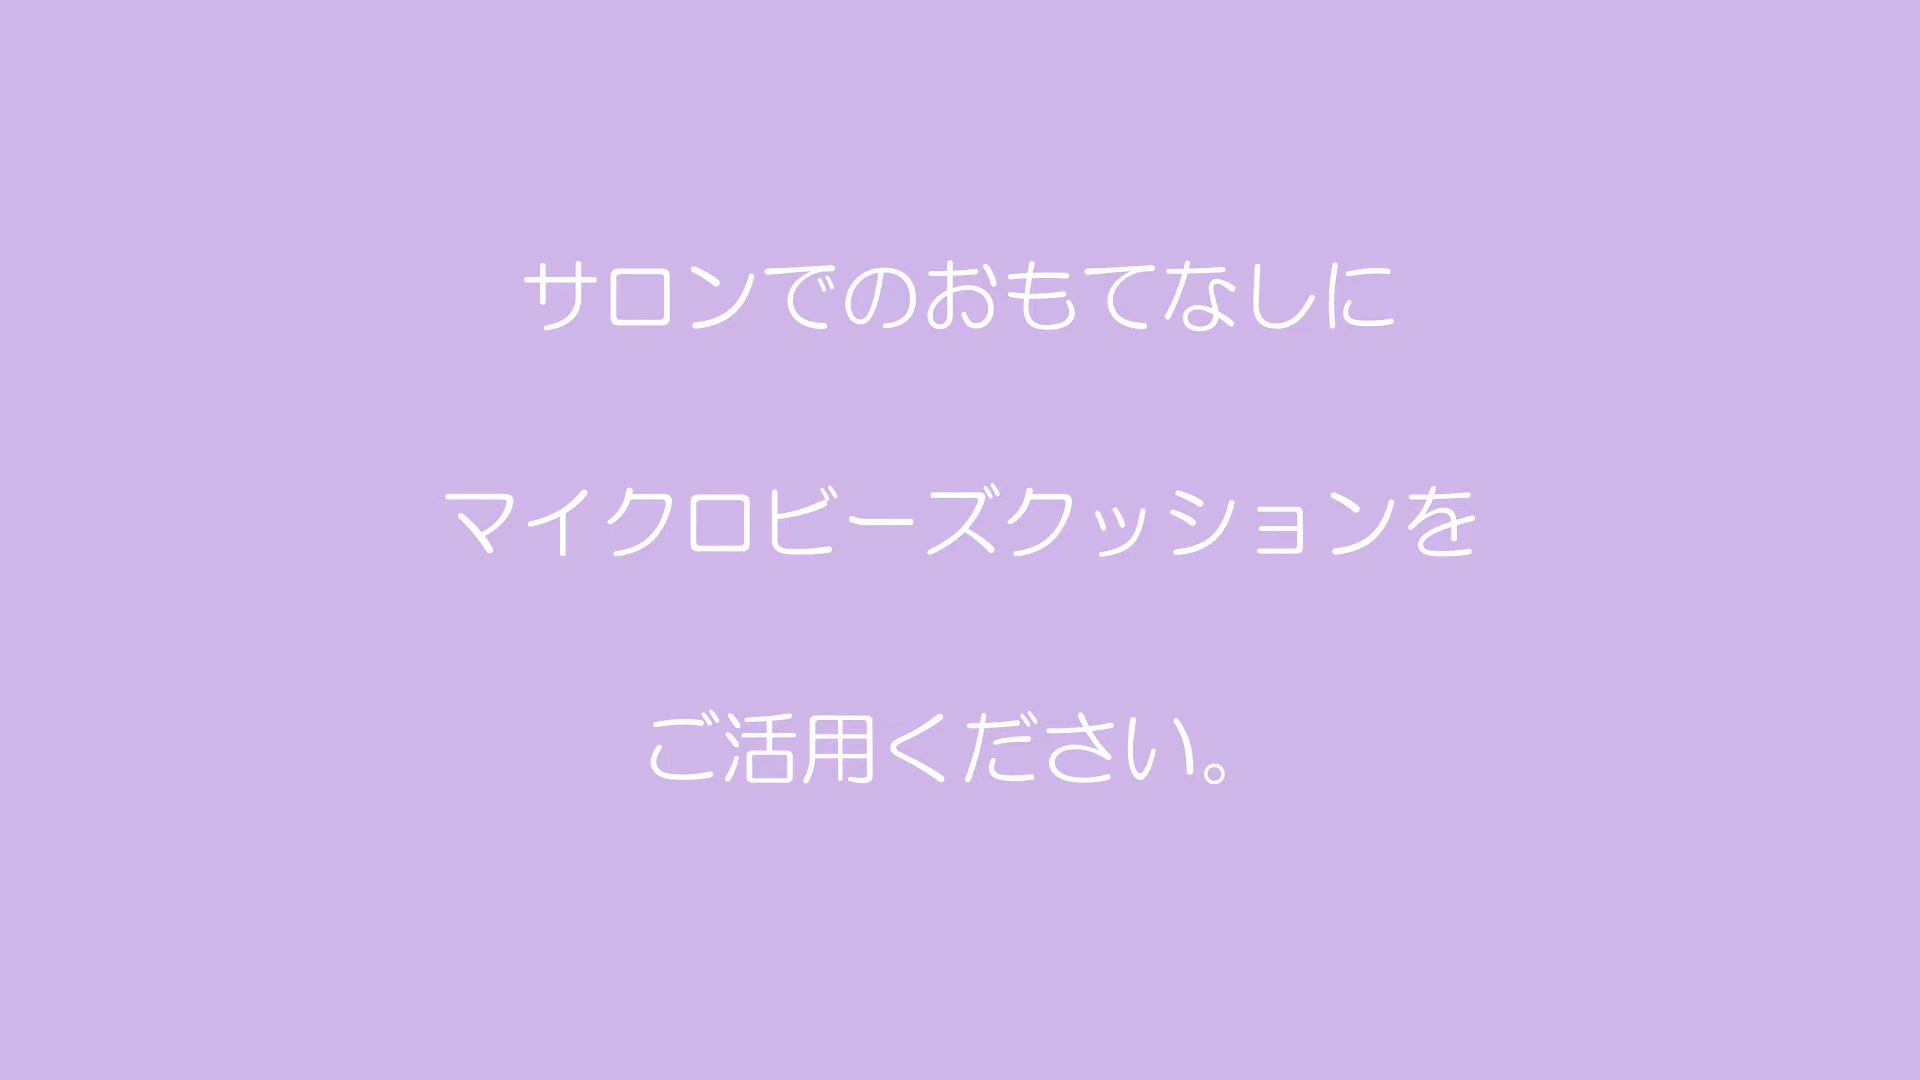 サロンでのおもてなしに
マイクロビーズクッションを
ご活用ください。